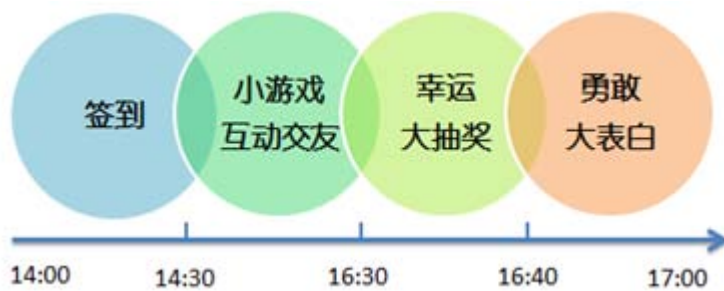 签到
小游戏
互动交友
幸运
大抽奖
勇敢
大表白
14:00
14:30
16:30
16:40
17:00